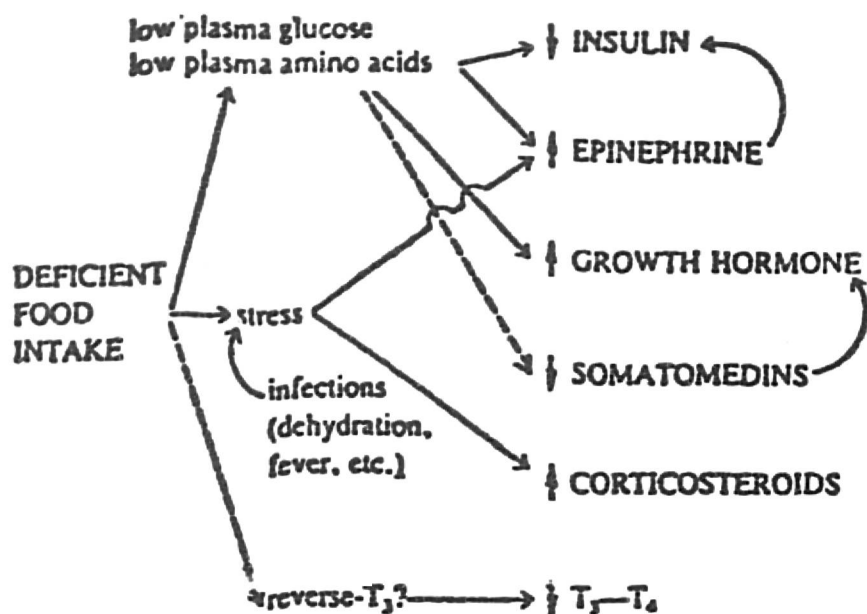 low plasma glucose
low plasma amino acids
↓ INSULIN
↑ EPINEPHRINE
↑ GROWTH HORMONE
DEFICIENT
FOOD
INTAKE
stress
↓ SOMATOMEDINS
infections
(dehydration,
fever, etc.)
↑ CORTICOSTEROIDS
reverse-T₃?
T₃—T₄